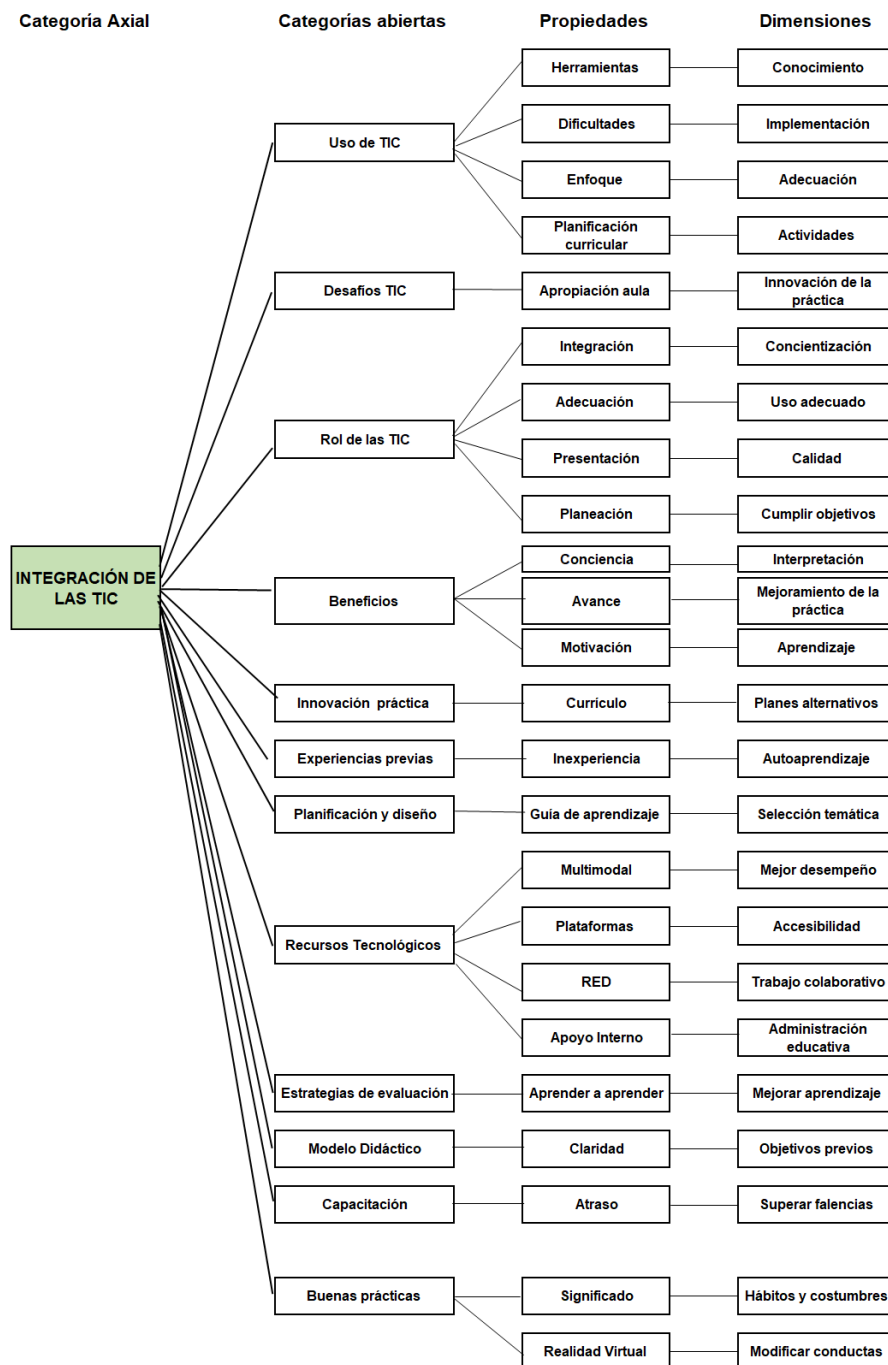 Categoría Axial
Categorías abiertas
Propiedades
Dimensiones
Herramientas
Conocimiento
Uso de TIC
Dificultades
Implementación
Enfoque
Adecuación
Planificación
curricular
Actividades
Desafíos TIC
Apropiación aula
Innovación de la
práctica
Integración
Concientización
Rol de las TIC
Adecuación
Uso adecuado
Presentación
Calidad
Planeación
Cumplir objetivos
INTEGRACIÓN DE
LAS TIC
Beneficios
Conciencia
Interpretación
Avance
Mejoramiento de la
práctica
Motivación
Aprendizaje
Innovación práctica
Currículo
Planes alternativos
Experiencias previas
Inexperiencia
Autoaprendizaje
Planificación y diseño
Guía de aprendizaje
Selección temática
Recursos Tecnológicos
Multimodal
Mejor desempeño
Plataformas
Accesibilidad
RED
Trabajo colaborativo
Apoyo Interno
Administración
educativa
Estrategias de evaluación
Aprender a aprender
Mejorar aprendizaje
Modelo Didáctico
Claridad
Objetivos previos
Capacitación
Atraso
Superar falencias
Buenas prácticas
Significado
Hábitos y costumbres
Realidad Virtual
Modificar conductas